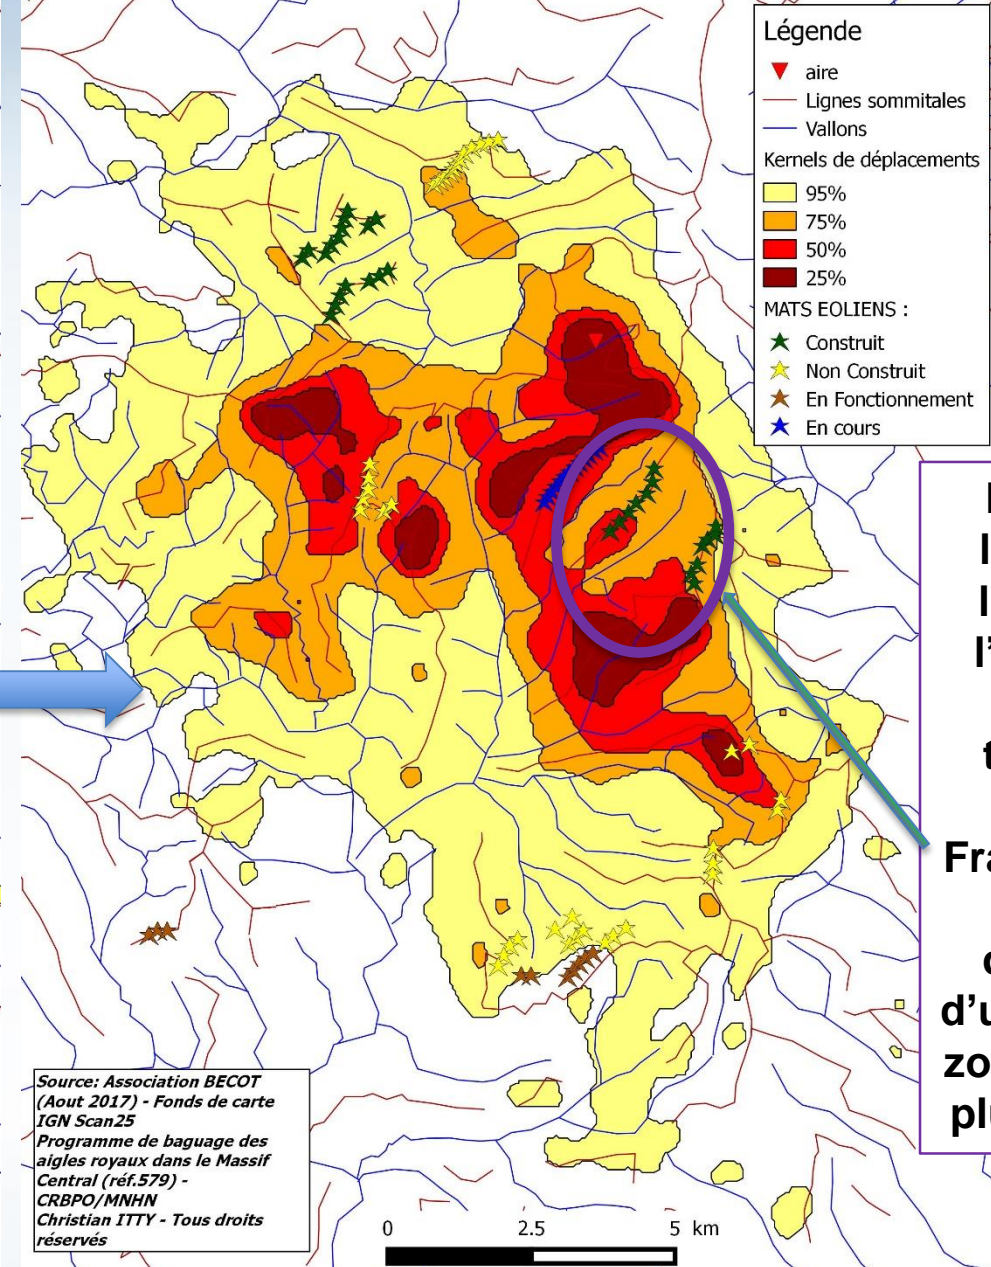 Légende
aire
Lignes sommitales
Vallons
Kernels de déplacements
95%
75%
50%
25%
MATS EOLIENS :
Construit
Non Construit
En Fonctionnement
En cours
l'
Fra
d'u
zo
plu
Source: Association BECOT
(Aout 2017) - Fonds de carte
IGN Scan25
Programme de baguage des
aigles royaux dans le Massif
Central (réf.579) -
CRBPO/MNHN
Christian ITTY - Tous droits
réservés
0 2.5 5 km